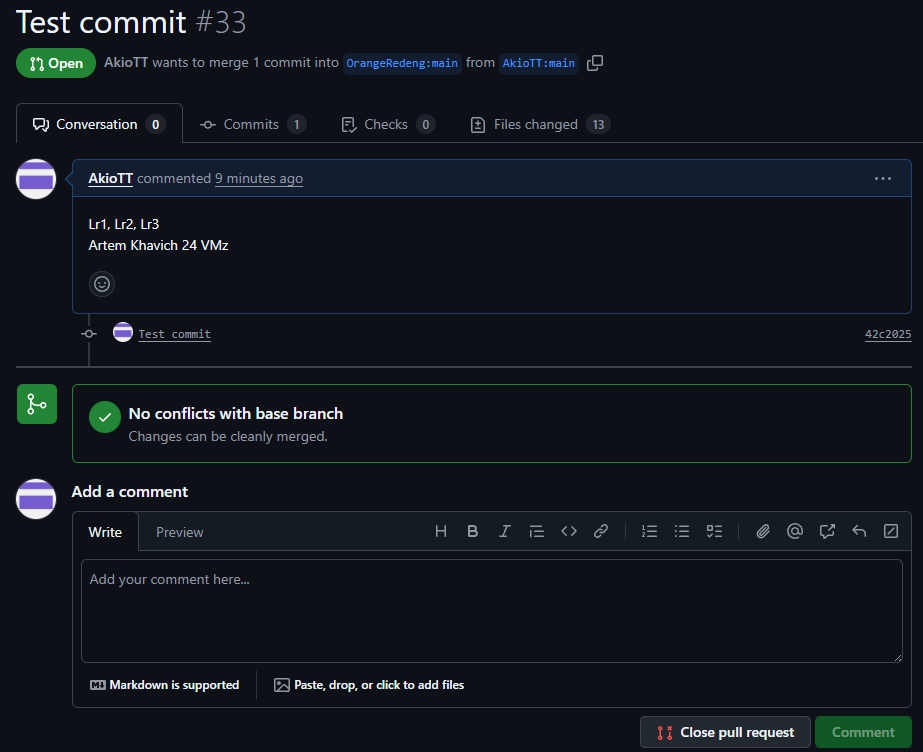 Test commit #33
Open AkioTT wants to merge 1 commit into OrangeRedeng:main from AkioTT:main
Conversation 0 Commits 1 Checks 0 Files changed 13
AkioTT commented 9 minutes ago
Lr1, Lr2, Lr3
Artem Khavich 24 VMz
Test commit 42c2025
No conflicts with base branch
Changes can be cleanly merged.
Add a comment
Write Preview
Add your comment here...
Markdown is supported Paste, drop, or click to add files
Close pull request Comment